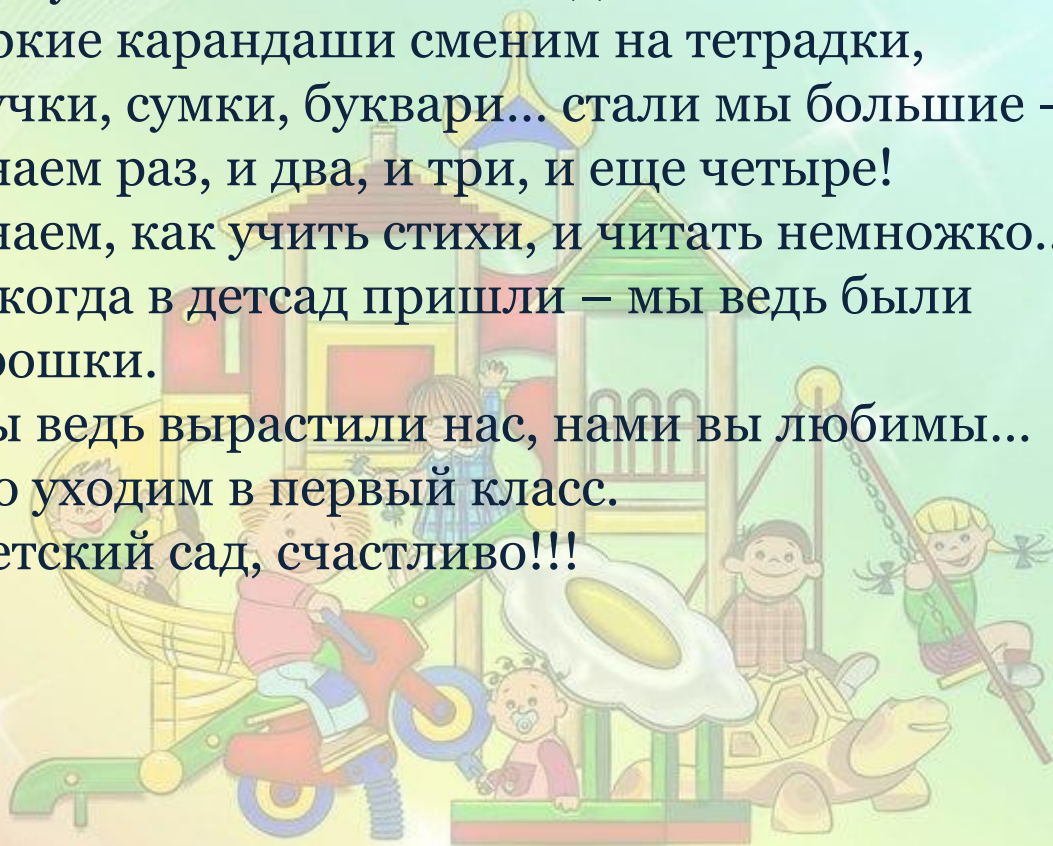 ркие карандаши сменим на тетрадки,
учки, сумки, буквари... стали мы большие -
наем раз, и два, и три, и еще четыре!
наем, как учить стихи, и читать немножко..
когда в детсад пришли – мы ведь были
рошки.
ы ведь вырастили нас, нами вы любимы...
о уходим в первый класс.
етский сад, счастливо!!!